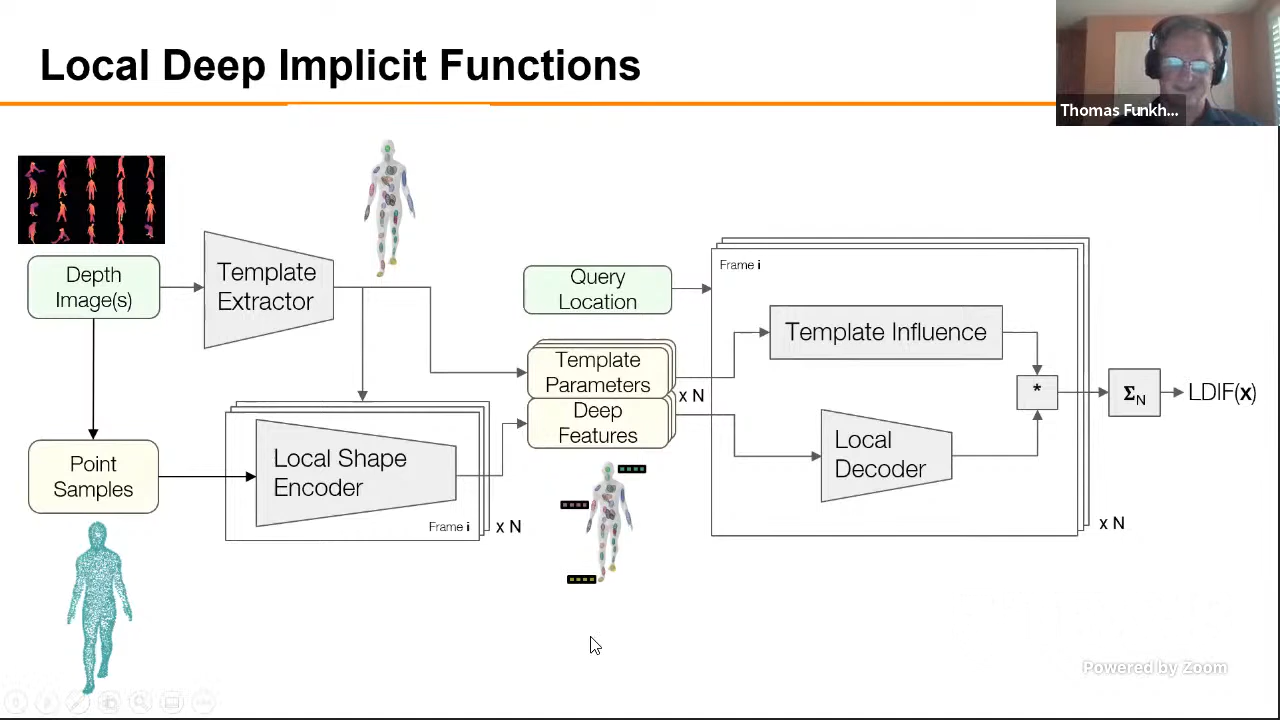 Local Deep Implicit Functions
Thomas Funkh...
Depth
Image(s)
Template
Extractor
Query
Location
Frame i
Template Influence
Template
Parameters
x N
Deep
Features
*
ΣN
LDIF(x)
Local
Decoder
Point
Samples
Local Shape
Encoder
Frame i
x N
x N
Powered by Zoom